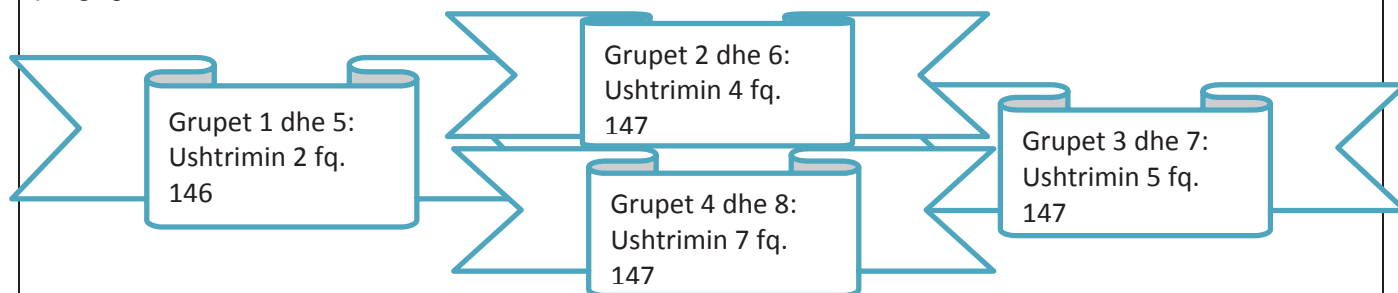 Grupet 1 dhe 5:
Ushtrimin 2 fq.
146
Grupet 2 dhe 6:
Ushtrimin 4 fq.
147
Grupet 4 dhe 8:
Ushtrimin 7 fq.
147
Grupet 3 dhe 7:
Ushtrimin 5 fq.
147